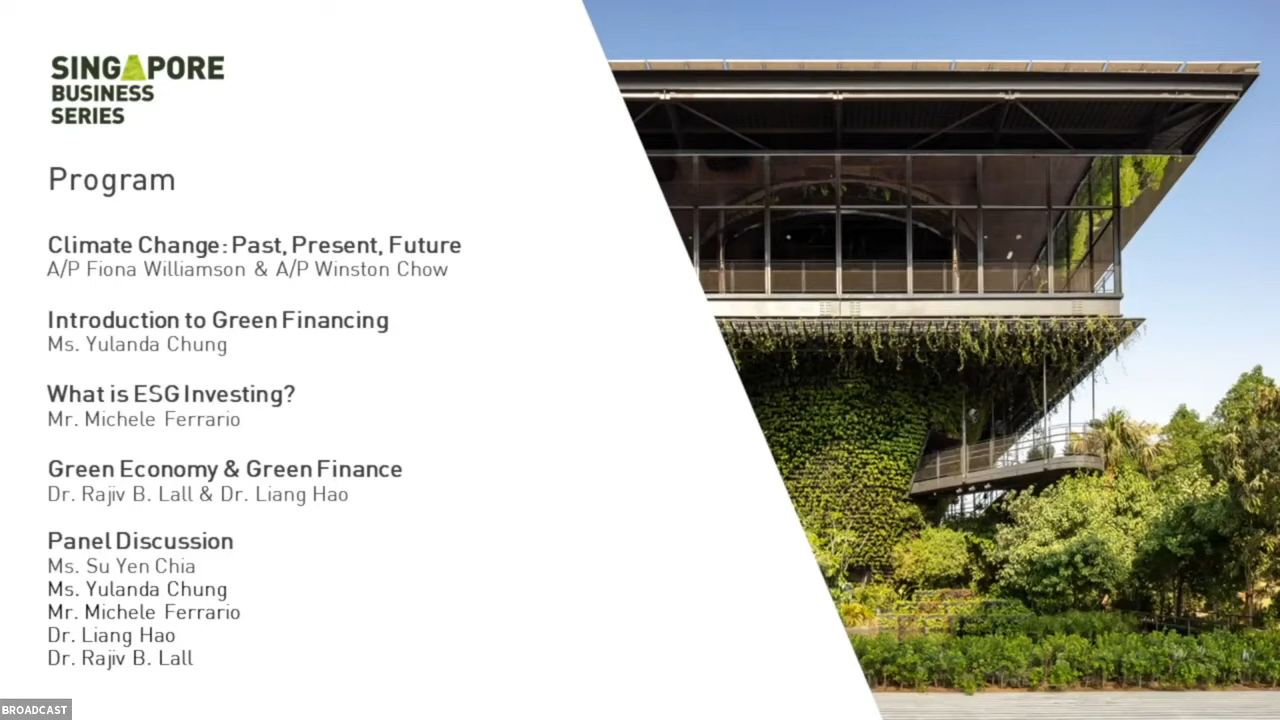 SINGAPORE
BUSINESS
SERIES
Program
Climate Change: Past, Present, Future
A/P Fiona Williamson & A/P Winston Chow
Introduction to Green Financing
Ms. Yulanda Chung
What is ESG Investing?
Mr. Michele Ferrario
Green Economy & Green Finance
Dr. Rajiv B. Lall & Dr. Liang Hao
Panel Discussion
Ms. Su Yen Chia
Ms. Yulanda Chung
Mr. Michele Ferrario
Dr. Liang Hao
Dr. Rajiv B. Lall
BROADCAST